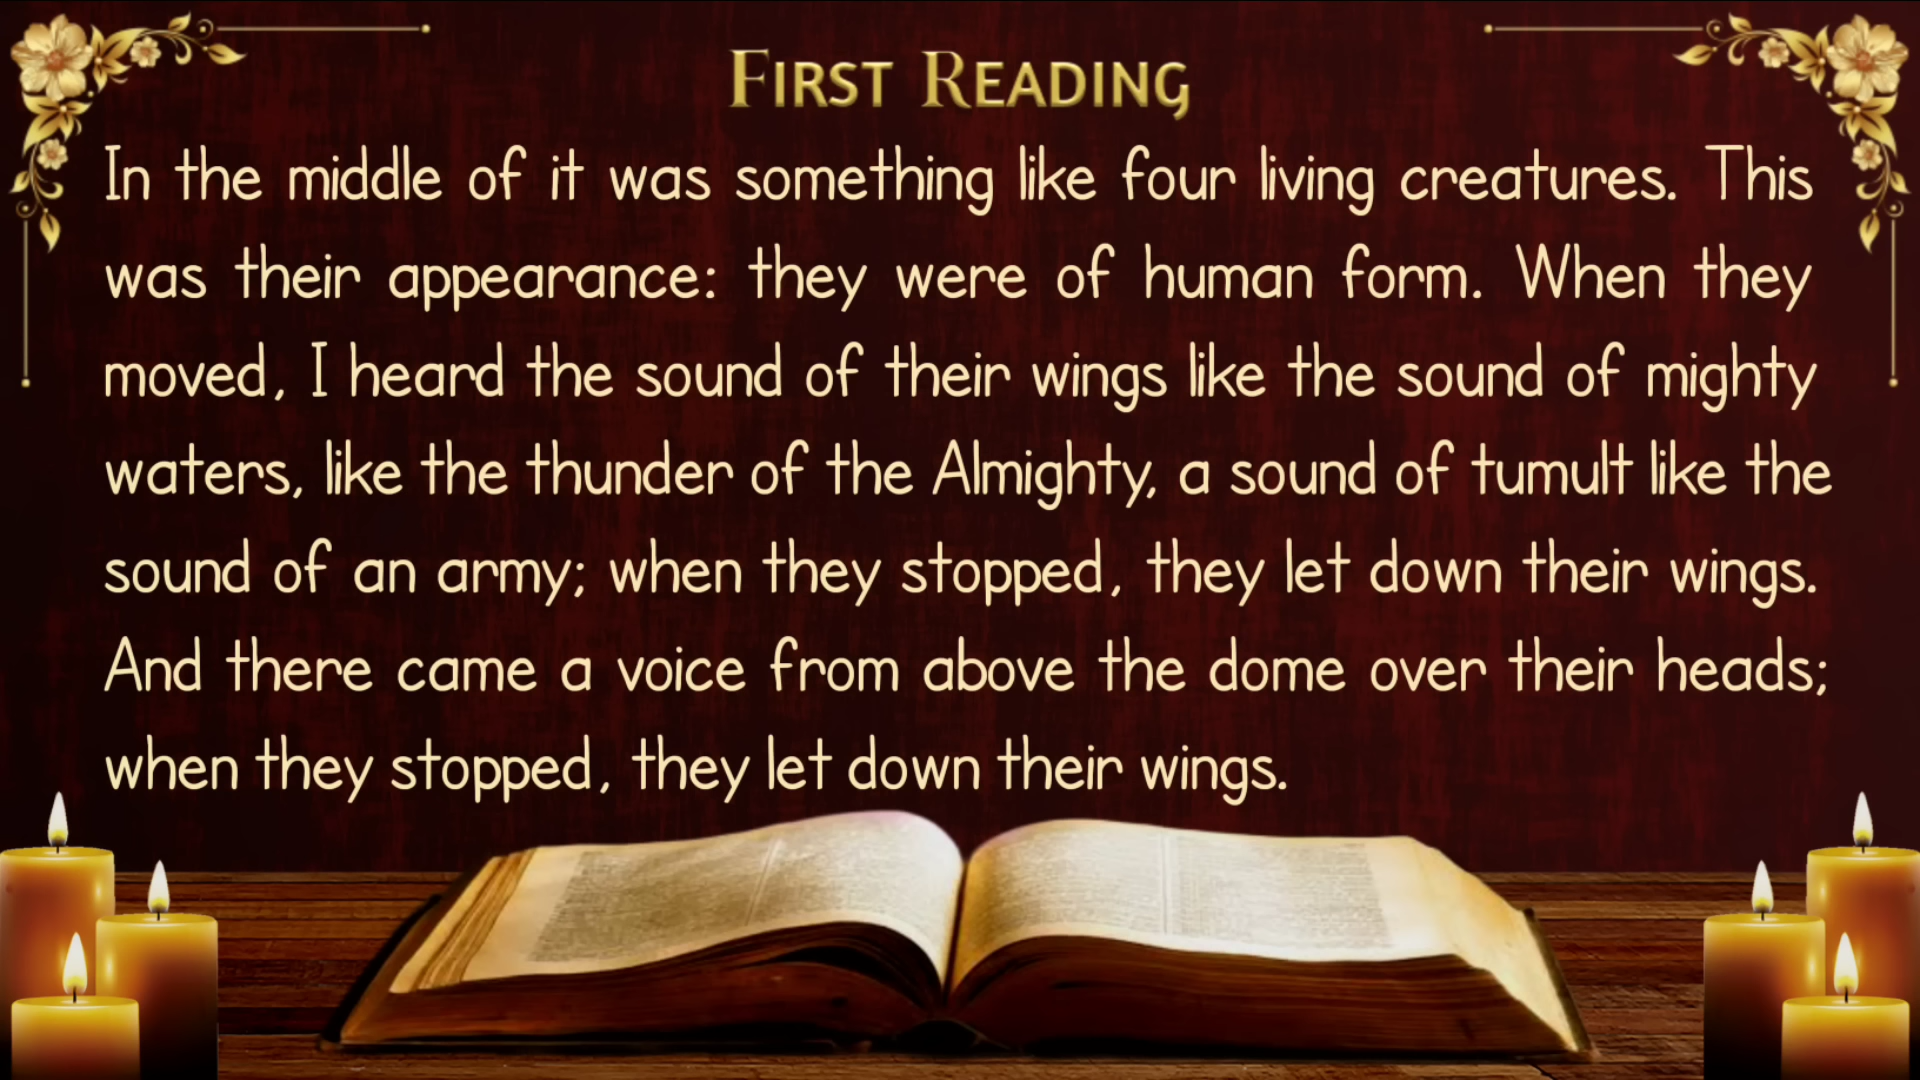 FIRST READING
In the middle of it was something like four living creatures. This
was their appearance: they were of human form. When they
moved, I heard the sound of their wings like the sound of mighty
waters, like the thunder of the Almighty, a sound of tumult like the
sound of an army; when they stopped, they let down their wings.
And there came a voice from above the dome over their heads;
when they stopped, they let down their wings.